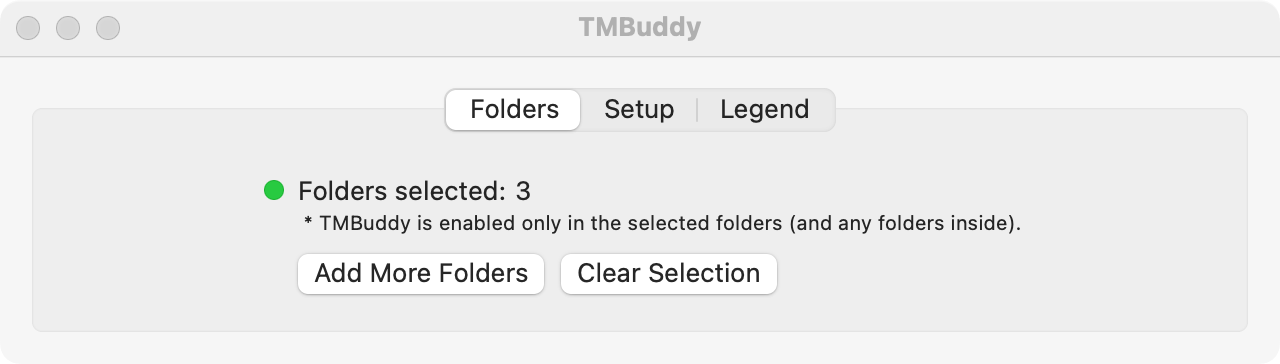 TMBuddy
Folders Setup Legend
Folders selected: 3
* TMBuddy is enabled only in the selected folders (and any folders inside).
Add More Folders Clear Selection